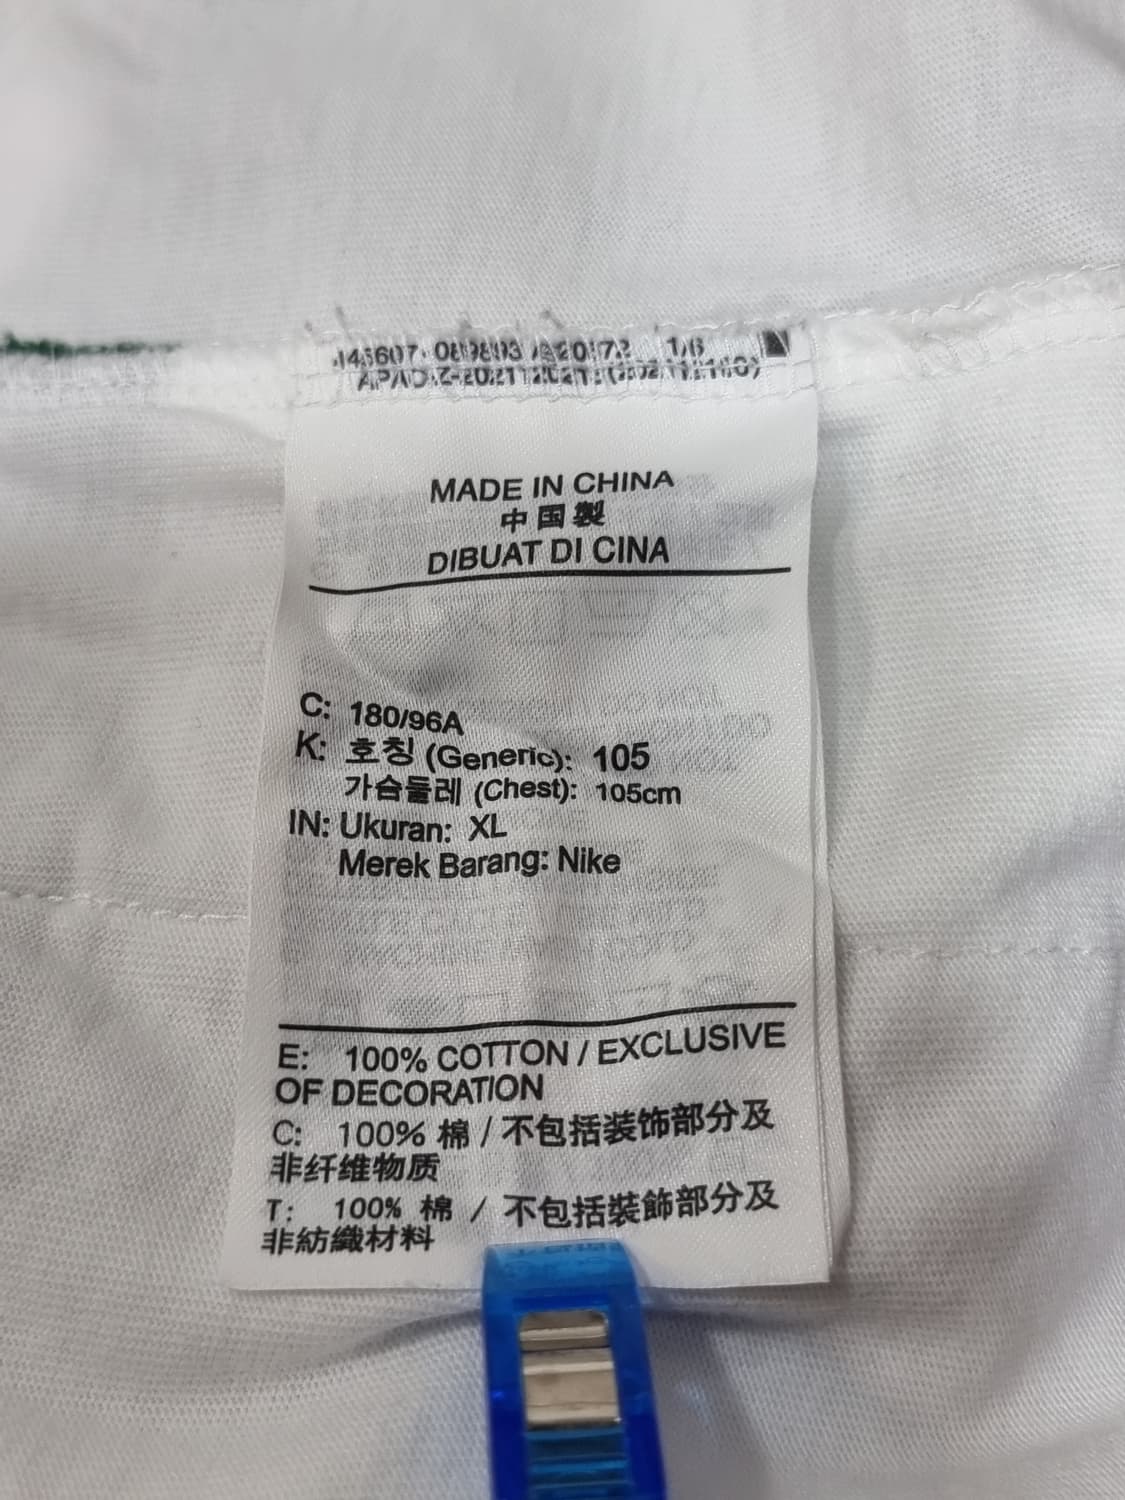 1/6
MADE IN CHINA
中国製
DIBUAT DI CINA
C: 180/96A
K: 호칭 (Generic): 105
가슴둘레 (Chest): 105cm
IN: Ukuran: XL
Merek Barang: Nike
E: 100% COTTON / EXCLUSIVE
OF DECORATION
C: 100% 棉 / 不包括装饰部分及
非纤维物质
T: 100% 棉 / 不包括裝飾部分及
非紡織材料